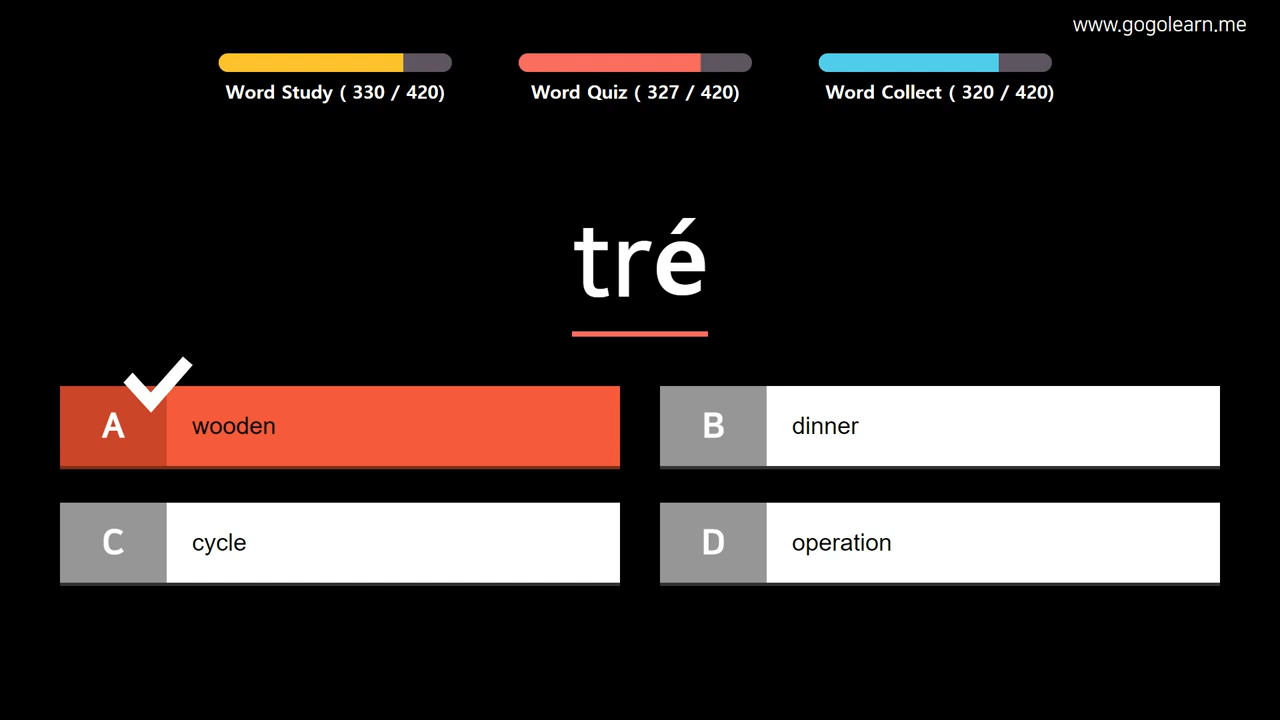 www.gogolearn.me
Word Study ( 330 / 420)
Word Quiz ( 327 / 420)
Word Collect ( 320 / 420)
tré
A wooden
B dinner
C cycle
D operation